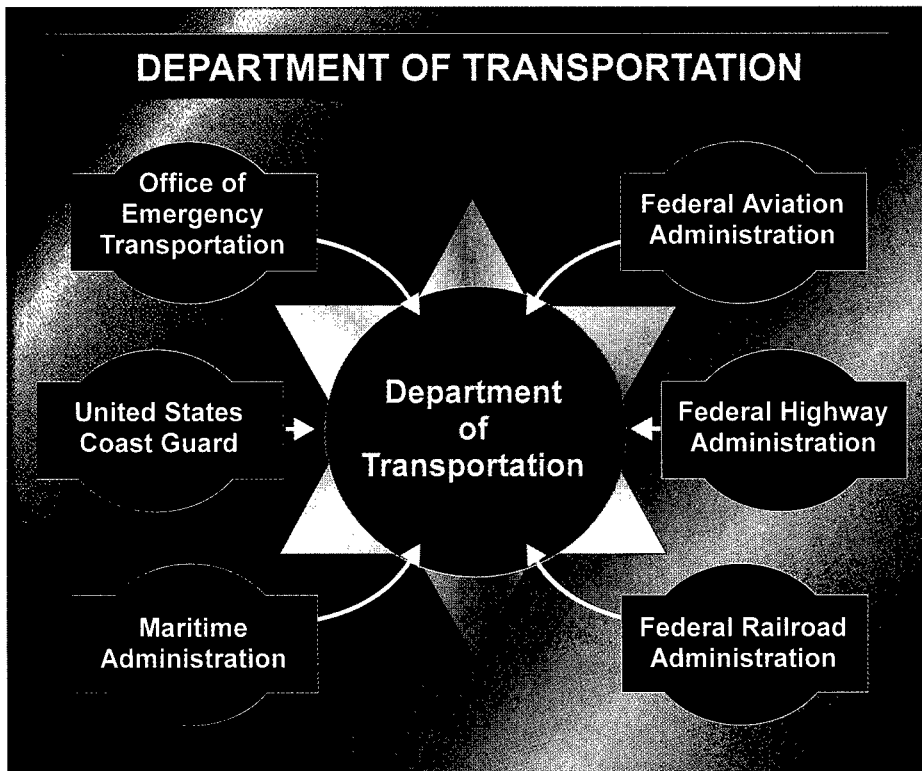 DEPARTMENT OF TRANSPORTATION
Office of
Emergency
Transportation
Federal Aviation
Administration
United States
Coast Guard
Department
of
Transportation
Federal Highway
Administration
Maritime
Administration
Federal Railroad
Administration